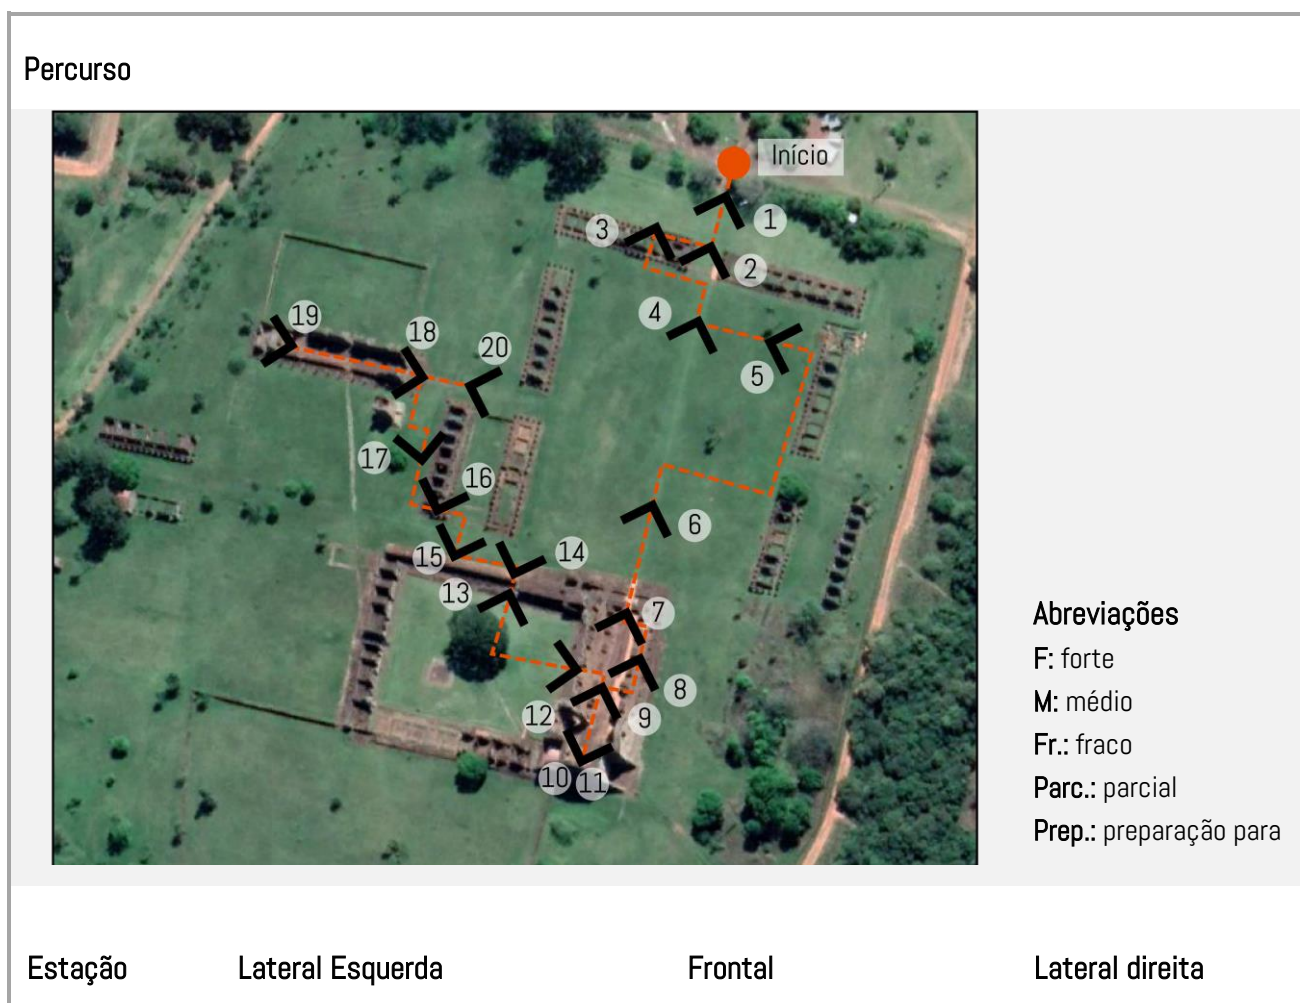 Percurso
Início
1
2
3
4
5
6
7
8
9
10
11
12
13
14
15
16
17
18
19
20
Abreviações
F: forte
M: médio
Fr.: fraco
Parc.: parcial
Prep.: preparação para
Estação Lateral Esquerda Frontal Lateral direita